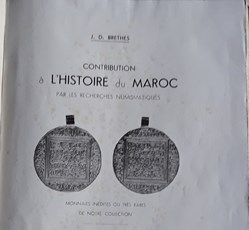 J. D. BRETHES
CONTRIBUTION
à L'HISTOIRE du MAROC
PAR LES RECHERCHES NUMISMATIQUES
MONNAIES INÉDITES OU TRÈS RARES
DE NOTRE COLLECTION